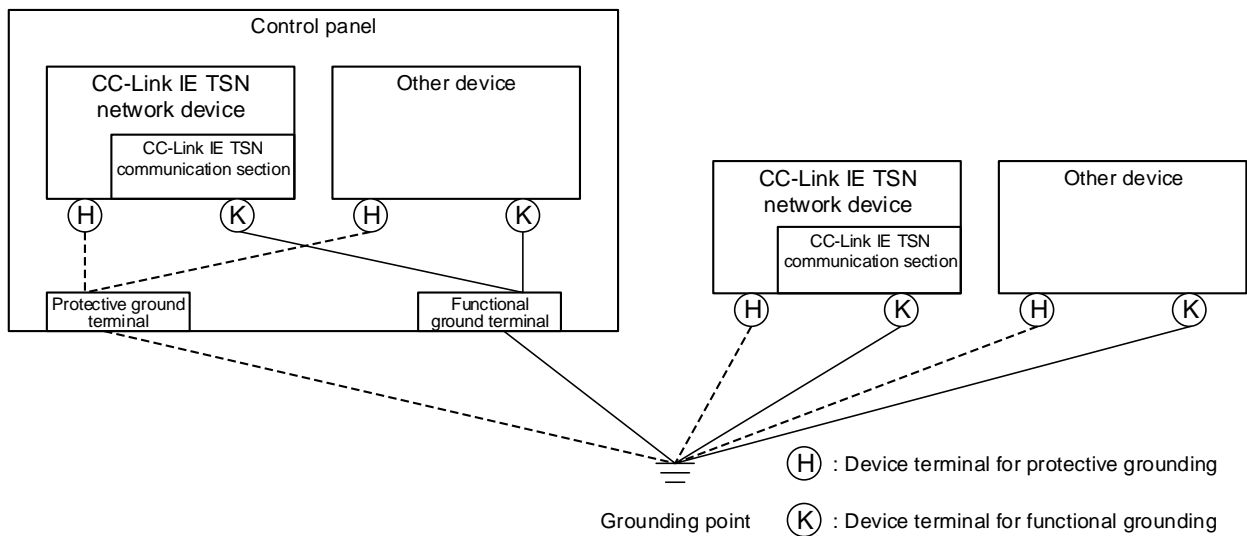 Control panel
CC-Link IE TSN
network device
CC-Link IE TSN
communication section
Other device
H
K
H
K
Protective ground
terminal
Functional
ground terminal
CC-Link IE TSN
network device
CC-Link IE TSN
communication section
Other device
H
K
H
K
Grounding point
H : Device terminal for protective grounding
K : Device terminal for functional grounding